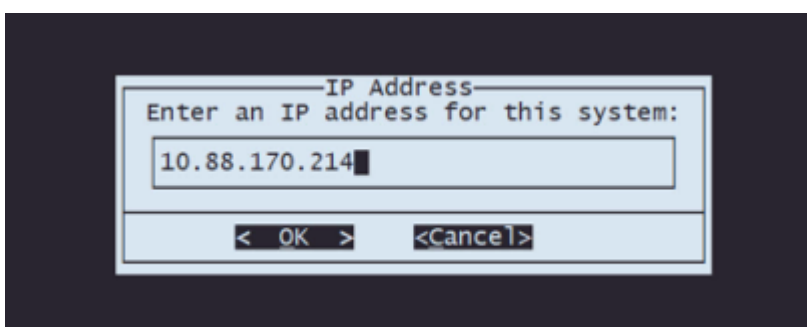 IP Address
Enter an IP address for this system:
10.88.170.214
< OK > <Cancel>